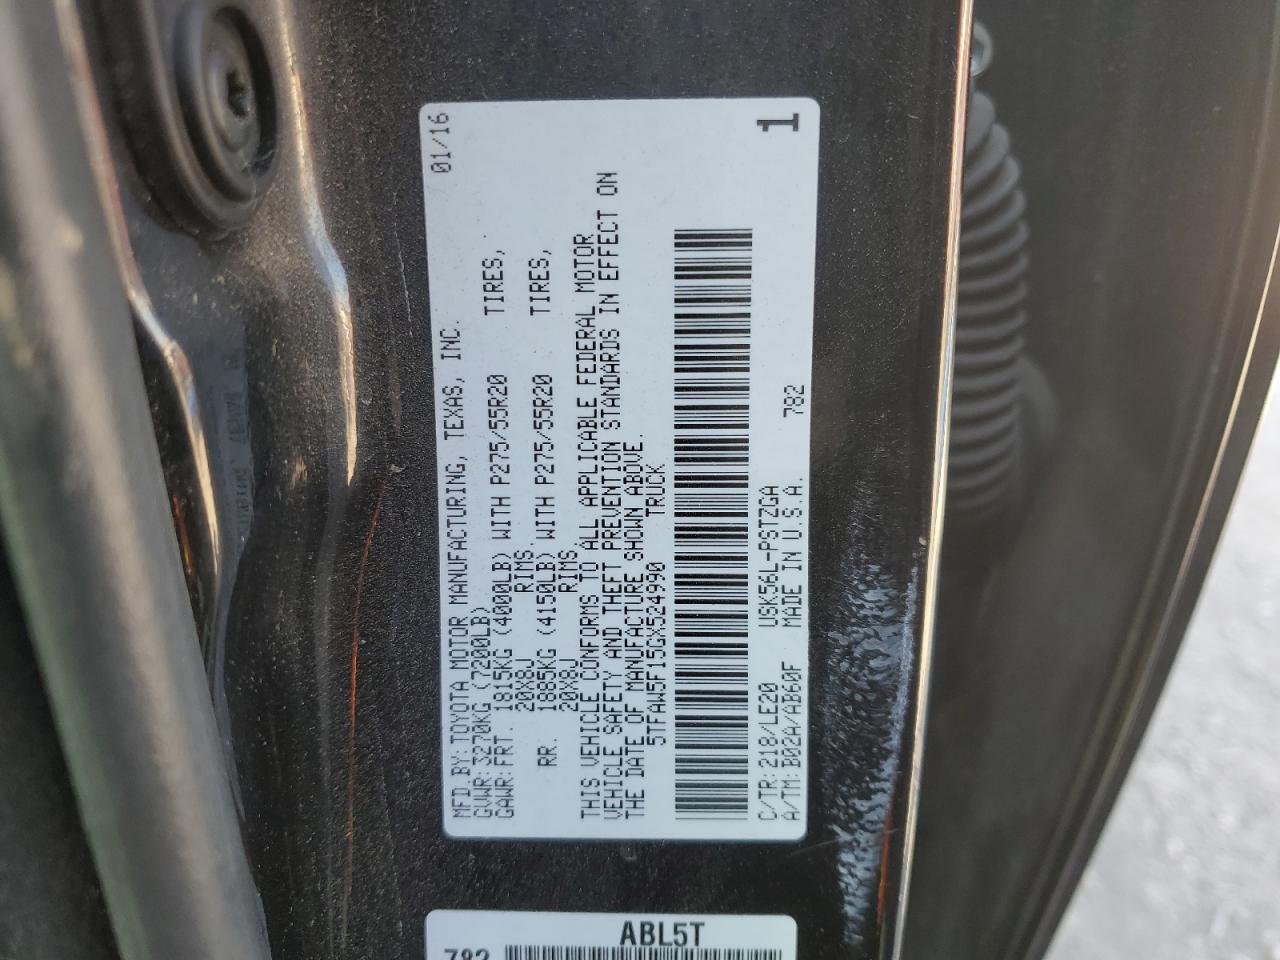 01/16
MFD.BY:TOYOTA MOTOR MANUFACTURING, TEXAS, INC.
GVWR:3270KG (7200LB)
GAWR:FRT. 1815KG (4000LB) WITH P275/55R20 TIRES,
20X8J RIMS
RR. 1885KG (4150LB) WITH P275/55R20 TIRES,
20X8J RIMS
THIS VEHICLE CONFORMS TO ALL APPLICABLE FEDERAL MOTOR
VEHICLE SAFETY AND THEFT PREVENTION STANDARDS IN EFFECT ON
THE DATE OF MANUFACTURE SHOWN ABOVE.
5TFAW5F15GX524990 TRUCK
C/TR:218/LE20 USK56L-PSTZGA
A/TM:B02A/AB60F MADE IN U.S.A. 782
1
ABL5T
782